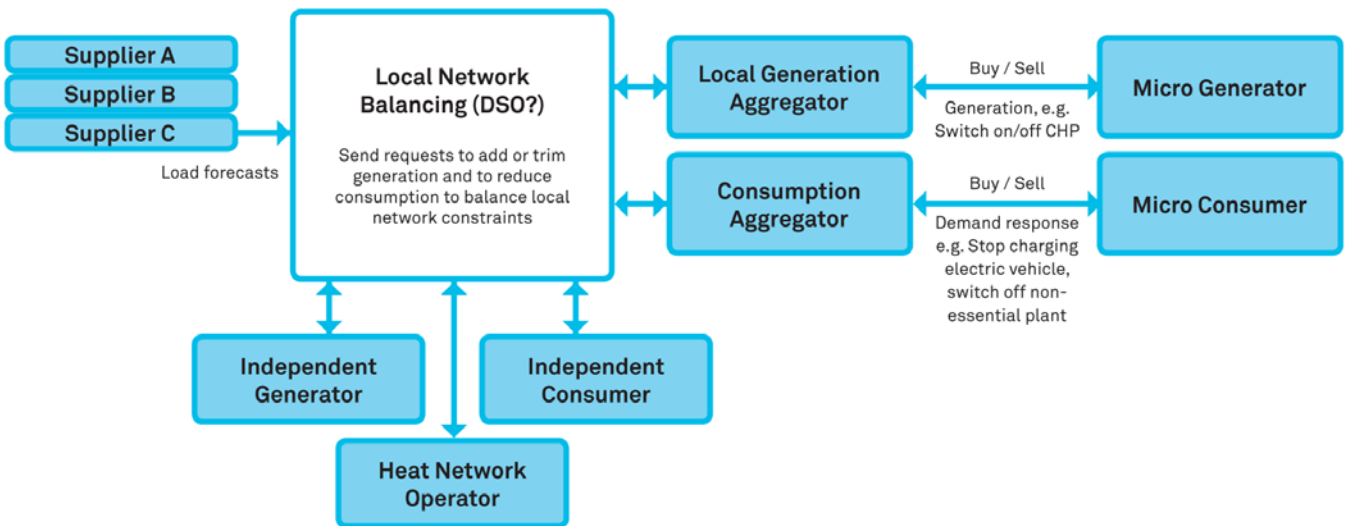 Supplier A
Supplier B
Supplier C
Load forecasts
Local Network
Balancing (DSO?)
Send requests to add or trim
generation and to reduce
consumption to balance local
network constraints
Local Generation
Aggregator
Buy / Sell
Generation, e.g.
Switch on/off CHP
Micro Generator
Consumption
Aggregator
Buy / Sell
Demand response
e.g. Stop charging
electric vehicle,
switch off non-
essential plant
Micro Consumer
Independent
Generator
Independent
Consumer
Heat Network
Operator